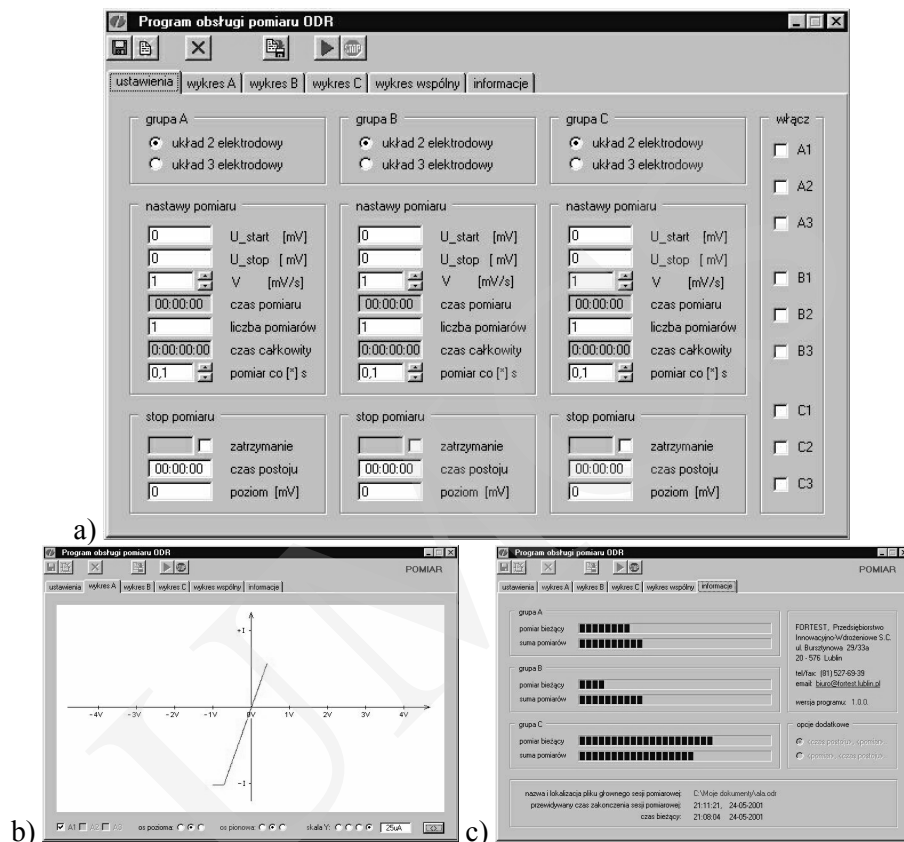 Program obsługi pomiaru ODR
STOP
ustawienia wykres A wykres B wykres C wykres wspólny informacje
grupa A grupa B grupa C włącz
układ 2 elektrodowy układ 2 elektrodowy układ 2 elektrodowy A1
układ 3 elektrodowy układ 3 elektrodowy układ 3 elektrodowy
A2
nastawy pomiaru nastawy pomiaru nastawy pomiaru
A3
0 U_start [mV] 0 U_start [mV] 0 U_start [mV]
0 U_stop [ mV] 0 U_stop [ mV] 0 U_stop [ mV]
1 V [mV/s] 1 V [mV/s] 1 V [mV/s] B1
00:00:00 czas pomiaru 00:00:00 czas pomiaru 00:00:00 czas pomiaru
1 liczba pomiarów 1 liczba pomiarów 1 liczba pomiarów B2
0:00:00:00 czas całkowity 0:00:00:00 czas całkowity 0:00:00:00 czas całkowity B3
0,1 pomiar co [*] s 0,1 pomiar co [*] s 0,1 pomiar co [*] s
stop pomiaru stop pomiaru stop pomiaru C1
zatrzymanie zatrzymanie zatrzymanie C2
00:00:00 czas postoju 00:00:00 czas postoju 00:00:00 czas postoju
0 poziom [mV] 0 poziom [mV] 0 poziom [mV] C3
a)
Program obsługi pomiaru ODR
POMIAR
ustawienia wykres A wykres B wykres C wykres wspólny informacje
+I
-4V -3V -2V -1V 0V 1V 2V 3V 4V
-I
A1 A2 A3 os pozioma: os pionowa: skala Y: 25uA
b)
Program obsługi pomiaru ODR
POMIAR
ustawienia wykres A wykres B wykres C wykres wspólny informacje
grupa A
pomiar bieżący
suma pomiarów
grupa B
pomiar bieżący
suma pomiarów
grupa C
pomiar bieżący
suma pomiarów
FORTEST, Przedsiębiorstwo
Innowacyjno-Wdrożeniowe S.C.
ul. Bursztynowa 29/33a
20 - 576 Lublin
tel/fax: (81) 527-69-39
email: biuro@fortest.lublin.pl
wersja programu: 1.0.0.
opcje dodatkowe
nazwa i lokalizacja pliku głownego sesji pomiarowej: C:\Moje dokumenty\ala.odr
przewidywany czas zakonczenia sesji pomiarowej: 21:11:21, 24-05-2001
czas bieżący: 21:08:04 24-05-2001
c)